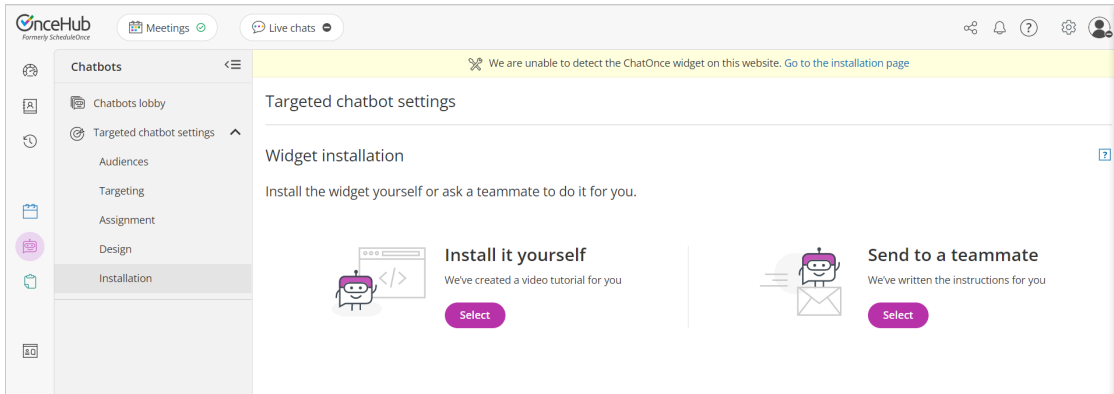 OnceHub
Formerly ScheduleOnce
Meetings
Live chats
?
Chatbots
We are unable to detect the ChatOnce widget on this website. Go to the installation page
Chatbots lobby
Targeted chatbot settings
Audiences
Targeting
Assignment
Design
Installation
Targeted chatbot settings
Widget installation
?
Install the widget yourself or ask a teammate to do it for you.
</>
Install it yourself
We've created a video tutorial for you
Select
Send to a teammate
We've written the instructions for you
Select